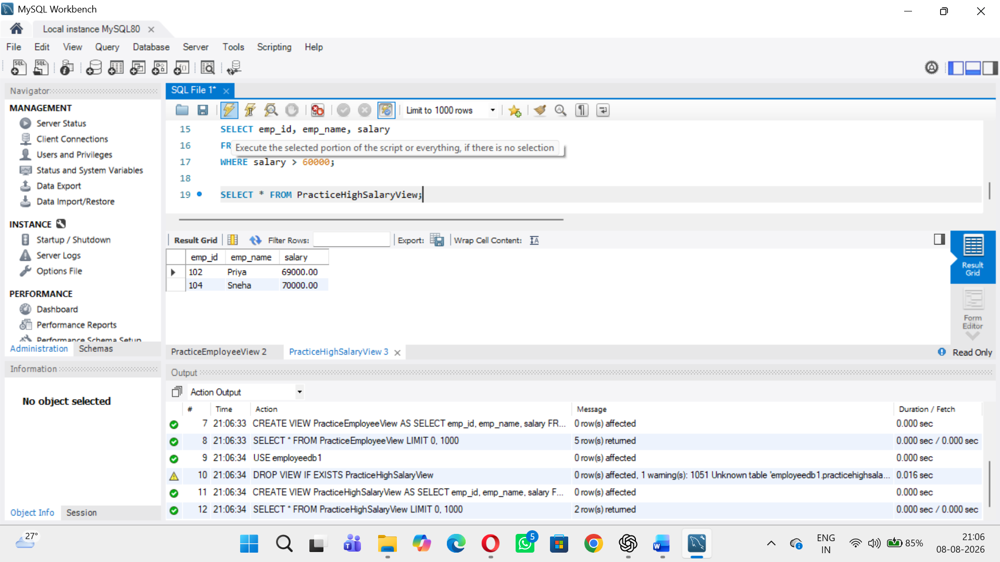 MySQL Workbench
Local instance MySQL80
File Edit View Query Database Server Tools Scripting Help
Navigator
MANAGEMENT
Server Status
Client Connections
Users and Privileges
Status and System Variables
Data Export
Data Import/Restore
INSTANCE
Startup / Shutdown
Server Logs
Options File
PERFORMANCE
Dashboard
Performance Reports
Performance Schema Setup
Administration Schemas
Information
No object selected
Object Info Session
SQL File 1*
Limit to 1000 rows
15 SELECT emp_id, emp_name, salary
16 FR
Execute the selected portion of the script or everything, if there is no selection
17 WHERE salary > 60000;
18
19 SELECT * FROM PracticeHighSalaryView;
Result Grid Filter Rows: Export: Wrap Cell Content:
emp_id emp_name salary
102 Priya 69000.00
104 Sneha 70000.00
Result
Grid
Form
Editor
PracticeEmployeeView 2 PracticeHighSalaryView 3 Read Only
Output
Action Output
# Time Action Message Duration / Fetch
7 21:06:33 CREATE VIEW PracticeEmployeeView AS SELECT emp_id, emp_name, salary FR... 0 row(s) affected 0.000 sec
8 21:06:33 SELECT * FROM PracticeEmployeeView LIMIT 0, 1000 5 row(s) returned 0.000 sec / 0.000 sec
9 21:06:34 USE employeedb1 0 row(s) affected 0.000 sec
10 21:06:34 DROP VIEW IF EXISTS PracticeHighSalaryView 0 row(s) affected, 1 warning(s): 1051 Unknown table 'employeedb1.practicehighsala... 0.016 sec
11 21:06:34 CREATE VIEW PracticeHighSalaryView AS SELECT emp_id, emp_name, salary F... 0 row(s) affected 0.000 sec
12 21:06:34 SELECT * FROM PracticeHighSalaryView LIMIT 0, 1000 2 row(s) returned 0.000 sec / 0.000 sec
27°
5
ENG
IN
85%
21:06
08-08-2026